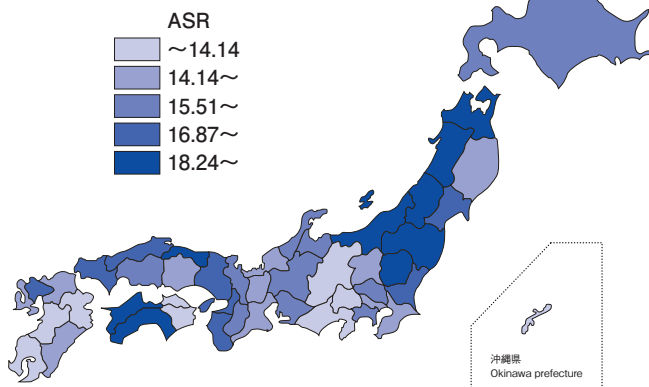 ASR
〜14.14
14.14〜
15.51〜
16.87〜
18.24〜
沖縄県
Okinawa prefecture